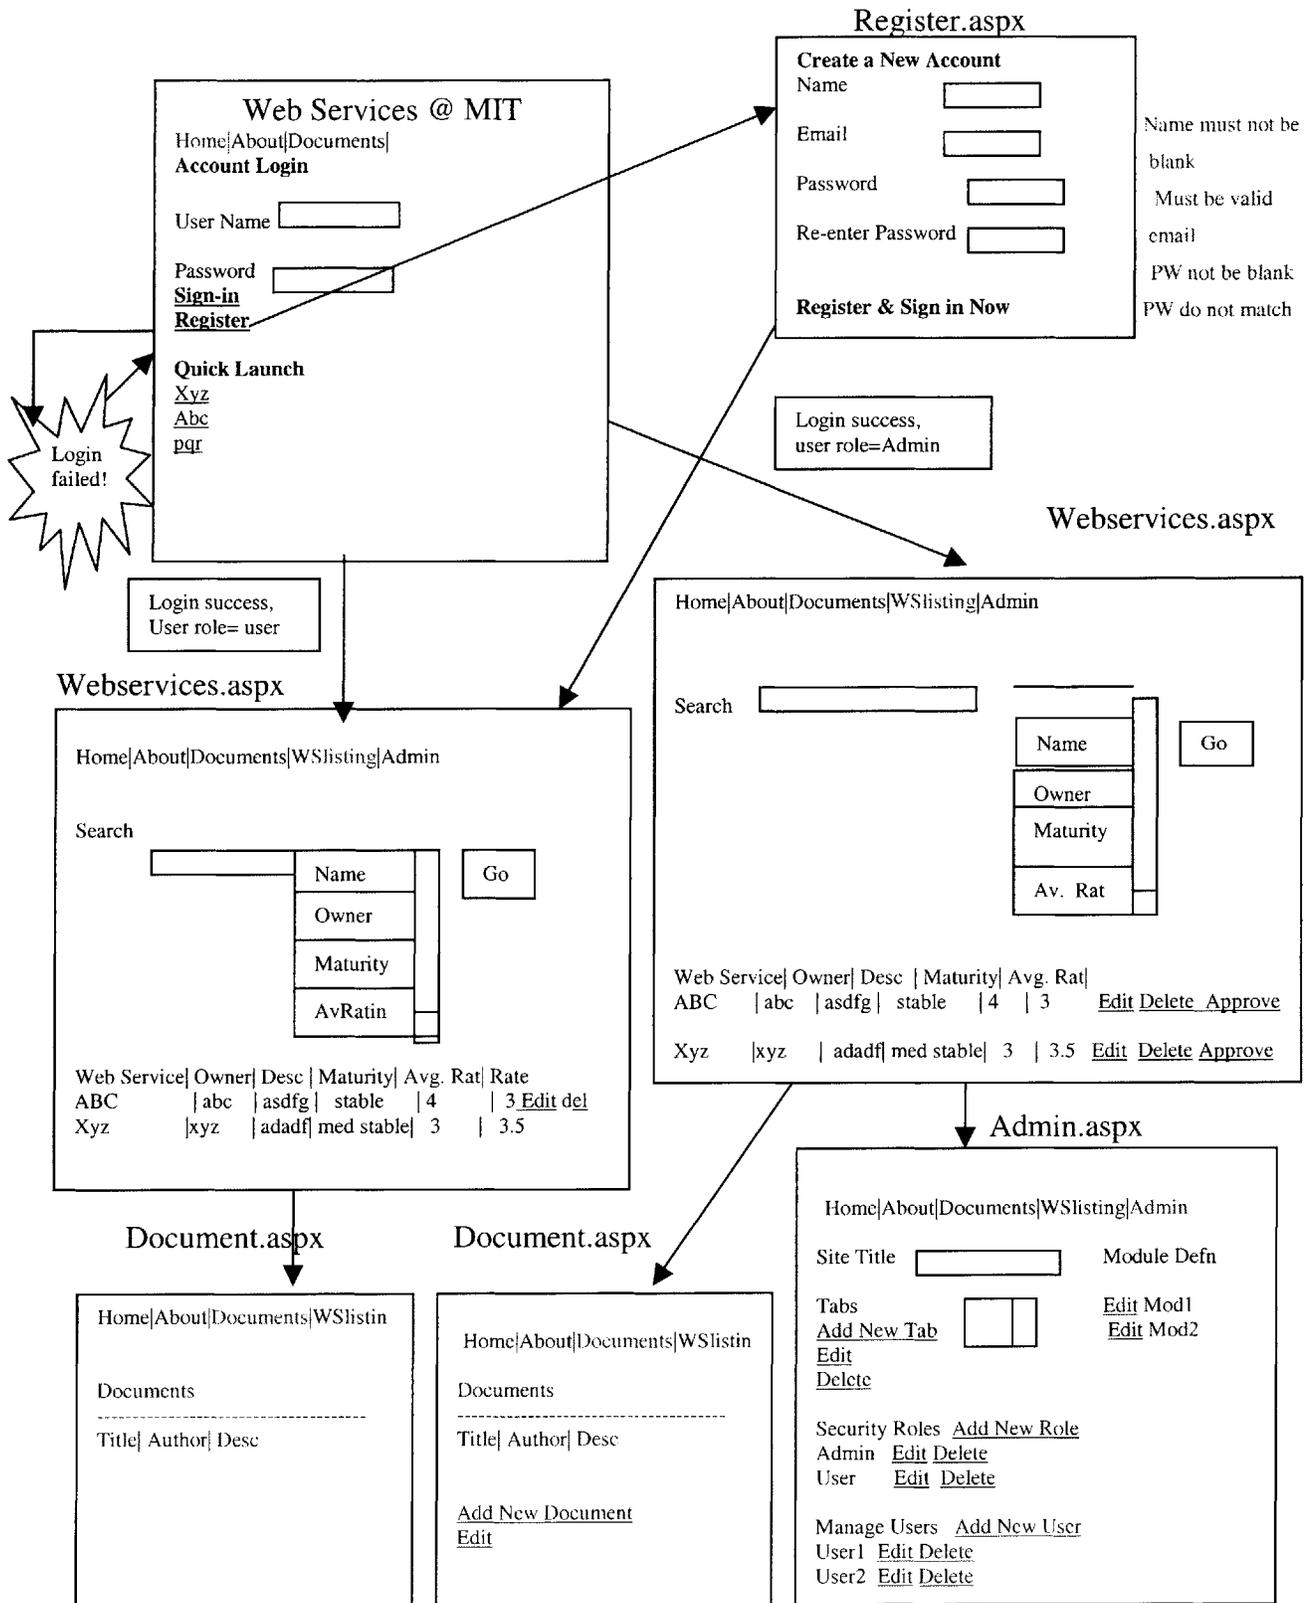 Register.aspx
Create a New Account
Name
Email
Password
Re-enter Password
Register & Sign in Now
Name must not be
blank
Must be valid
email
PW not be blank
PW do not match
Web Services @ MIT
Home|About|Documents|
Account Login
User Name
Password
Sign-in
Register
Quick Launch
Xyz
Abc
pqr
Login
failed!
Login success,
user role=Admin
Login success,
User role= user
Webservices.aspx
Home|About|Documents|WSlisting|Admin
Search
Name
Owner
Maturity
Av. Rat
Go
Web Service| Owner| Desc | Maturity| Avg. Rat|
ABC | abc | asdfg | stable | 4 | 3 Edit Delete Approve
Xyz |xyz | adadf| med stable| 3 | 3.5 Edit Delete Approve
Webservices.aspx
Home|About|Documents|WSlisting|Admin
Search
Name
Owner
Maturity
AvRatin
Go
Web Service| Owner| Desc | Maturity| Avg. Rat| Rate
ABC | abc | asdfg | stable | 4 | 3 Edit del
Xyz |xyz | adadf| med stable| 3 | 3.5
Document.aspx
Home|About|Documents|WSlistin
Documents
Title| Author| Desc
Document.aspx
Home|About|Documents|WSlistin
Documents
Title| Author| Desc
Add New Document
Edit
Admin.aspx
Home|About|Documents|WSlisting|Admin
Site Title Module Defn
Tabs Edit Mod1
Add New Tab Edit Mod2
Edit
Delete
Security Roles Add New Role
Admin Edit Delete
User Edit Delete
Manage Users Add New User
User1 Edit Delete
User2 Edit Delete